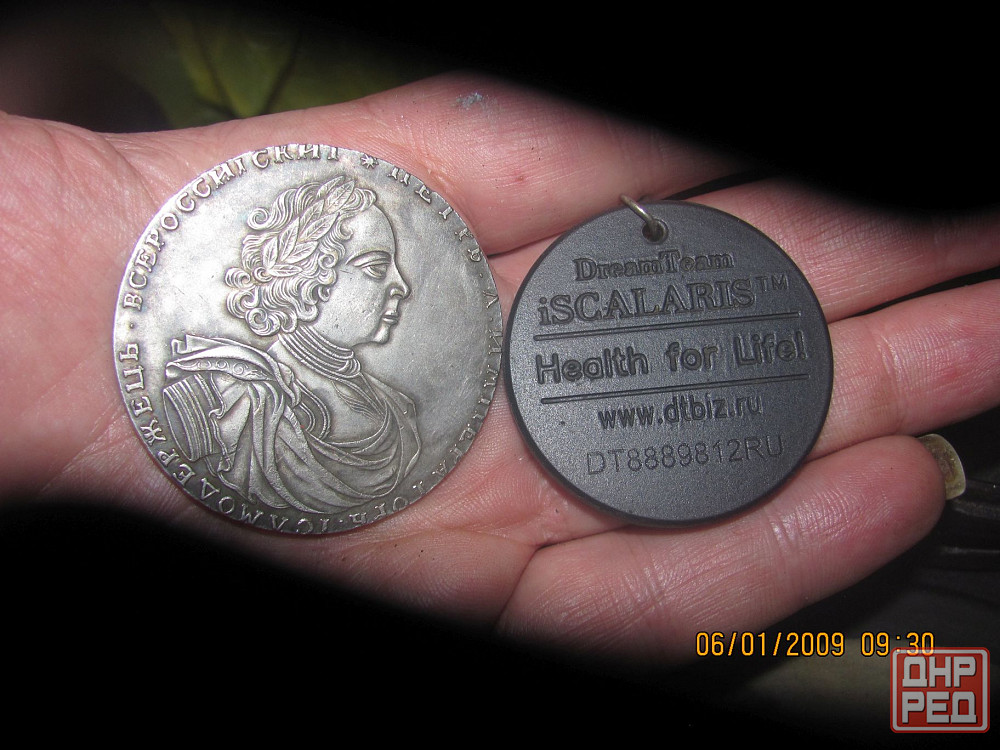 ПЕТРЪ · А · ИМПЕРАТОРЪ · ІСАМОДЕРЖЕЦЪ · ВСЕРОССИІСКИІ *
DreamTeam
iSCALARIS™
Health for Life!
www.dtbiz.ru
DT8889812RU
06/01/2009 09:30
ДНР
РЕД